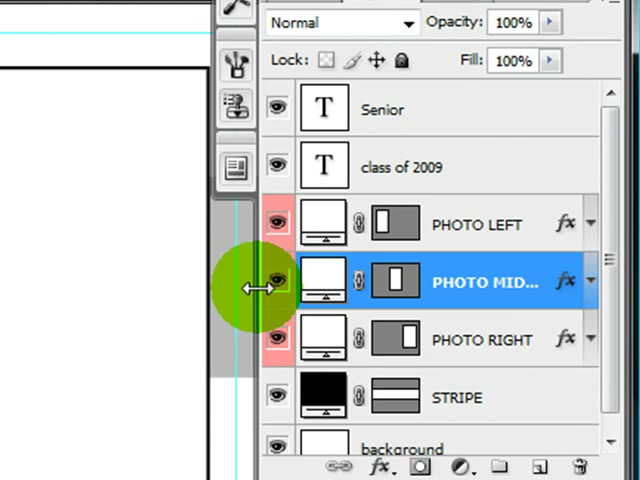 Normal Opacity: 100%
Lock: Fill: 100%
T Senior
T class of 2009
PHOTO LEFT fx
PHOTO MID... fx
PHOTO RIGHT fx
STRIPE
background
fx.